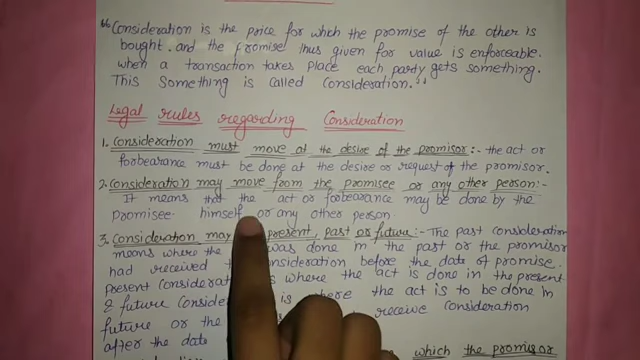 "Consideration is the price for which the promise of the other is
bought. and the promise thus given for value is enforceable.
when a transaction takes place each party gets something.
This something is called Consideration."
Legal rules regarding Consideration
1. Consideration must move at the desire of the promisor:- the act or
forbearance must be done at the desire or request of the promisor.
2. Consideration may move from the promisee or any other person:-
It means that the act or forbearance may be done by the
promisee himself or any other person.
3. Consideration may present, past or future:- The past consideration
means where the was done in the past or the promisor
had received consideration before the date of promise.
present where the act is done in the present
& future is where the act is to be done in
future or the receive consideration
after the date
which the promisor